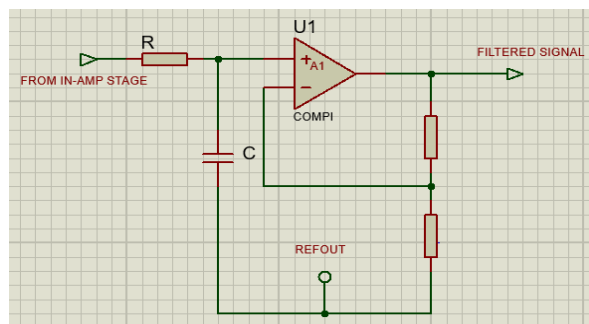 U1
R
FILTERED SIGNAL
+
A1
FROM IN-AMP STAGE
−
COMPI
C
REFOUT